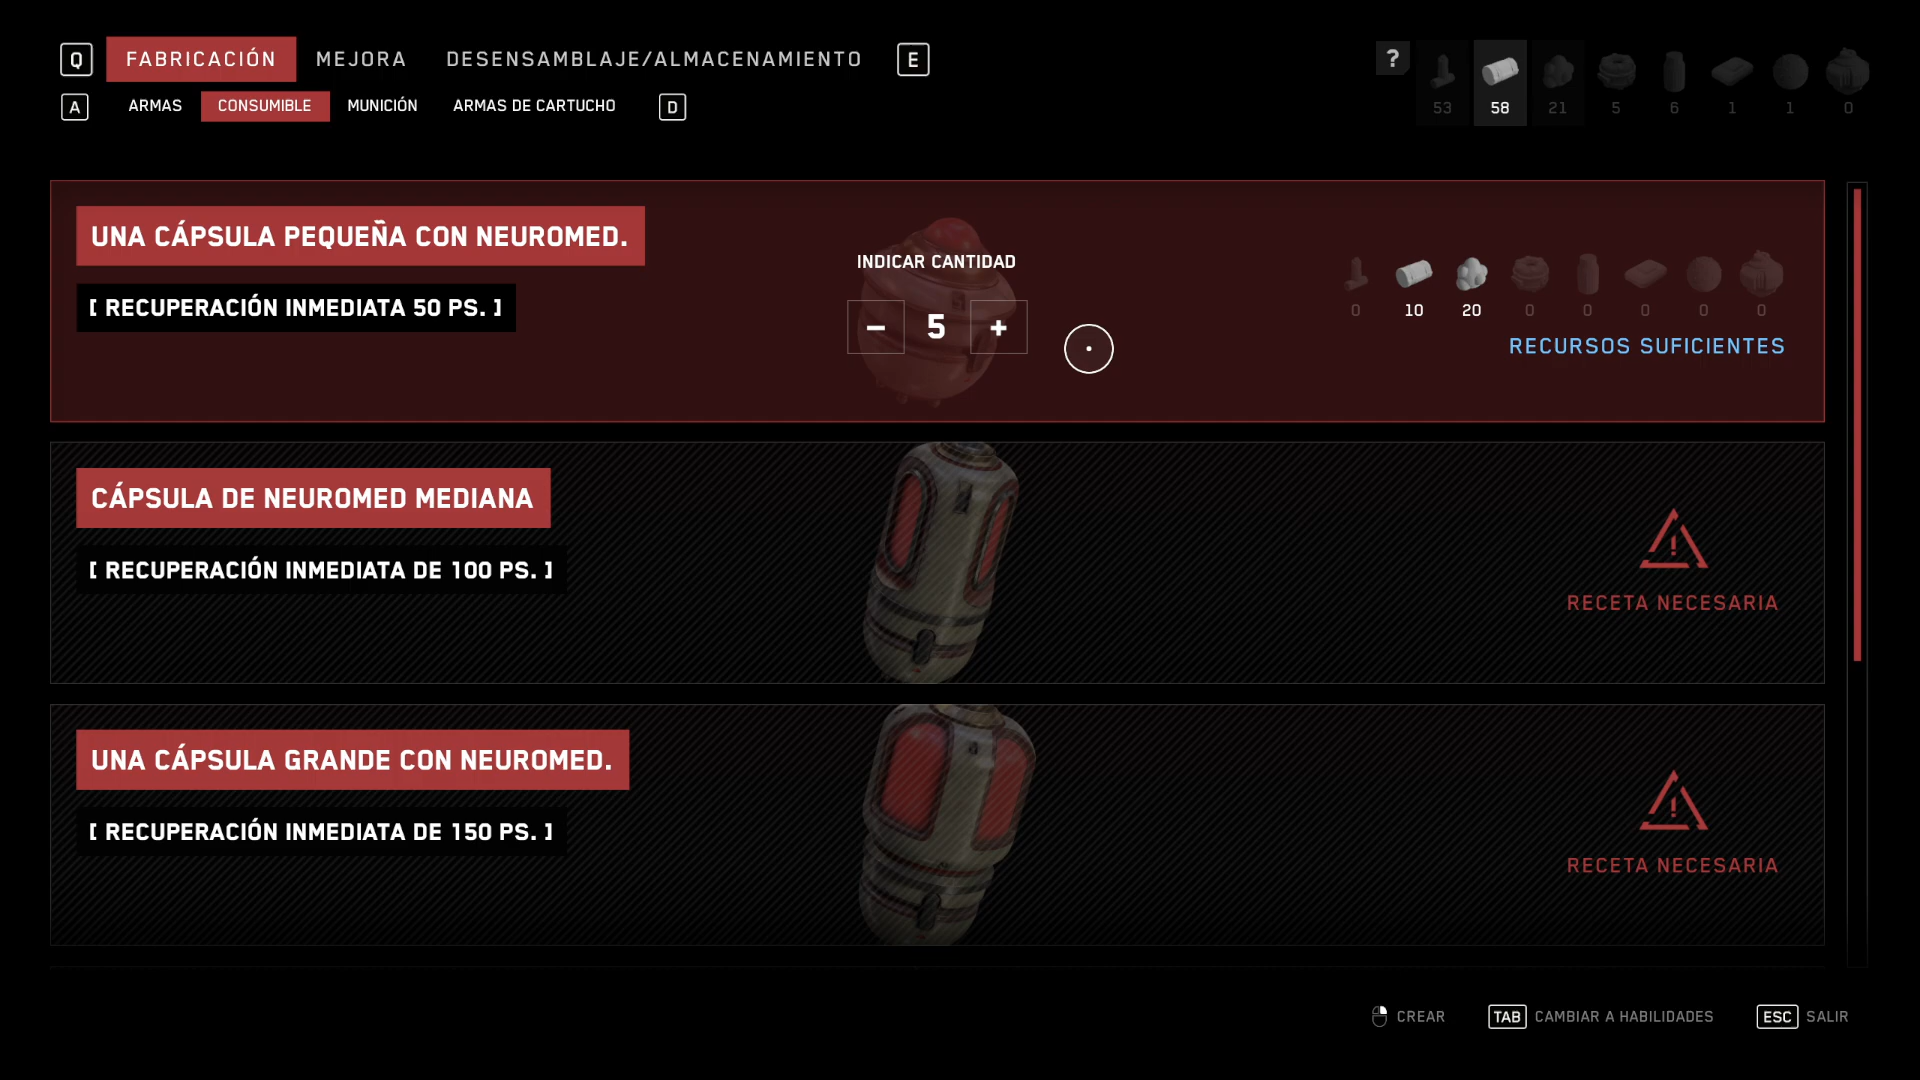 Q FABRICACIÓN MEJORA DESENSAMBLAJE/ALMACENAMIENTO E
A ARMAS CONSUMIBLE MUNICIÓN ARMAS DE CARTUCHO D
?
53 58 21 5 6 1 1 0
UNA CÁPSULA PEQUEÑA CON NEUROMED.
[ RECUPERACIÓN INMEDIATA 50 PS. ]
INDICAR CANTIDAD
− 5 +
0 10 20 0 0 0 0 0
RECURSOS SUFICIENTES
CÁPSULA DE NEUROMED MEDIANA
[ RECUPERACIÓN INMEDIATA DE 100 PS. ]
RECETA NECESARIA
UNA CÁPSULA GRANDE CON NEUROMED.
[ RECUPERACIÓN INMEDIATA DE 150 PS. ]
RECETA NECESARIA
CREAR TAB CAMBIAR A HABILIDADES ESC SALIR